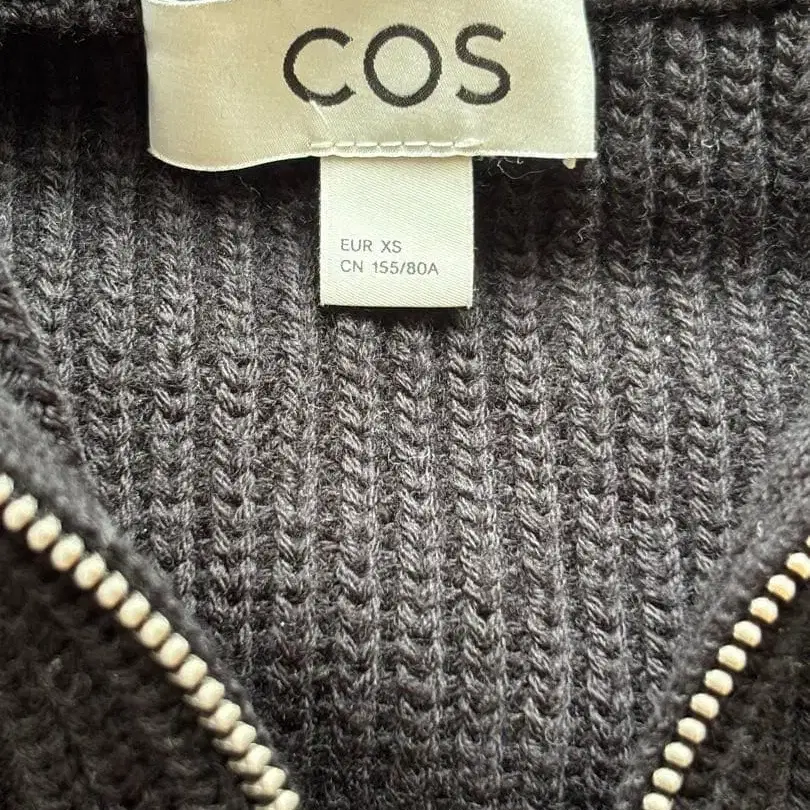 COS
EUR XS
CN 155/80A